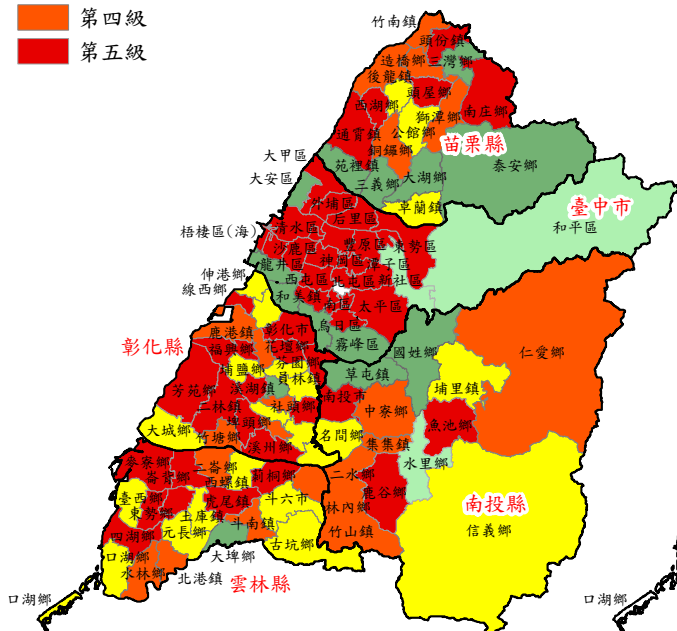 第四級
第五級
竹南鎮
頭份鎮
造橋鄉
三灣鄉
後龍鎮
頭屋鄉
西湖鄉
獅潭鄉
南庄鄉
通霄鎮
公館鄉
銅鑼鄉
苗栗縣
大甲區
苑裡鎮
泰安鄉
大安區
三義鄉
大湖鄉
卓蘭鎮
外埔區
后里區
臺中市
梧棲區(海)
清水區
和平區
沙鹿區
豐原區
東勢區
神岡區
潭子區
龍井區
伸港鄉
西屯區
北屯區
新社區
線西鄉
和美鎮
南區
太平區
鹿港鎮
彰化市
烏日區
彰化縣
福興鄉
花壇鄉
霧峰區
國姓鄉
仁愛鄉
芬園鄉
埔鹽鄉
員林鎮
草屯鎮
芳苑鄉
溪湖鎮
埔里鎮
二林鎮
社頭鄉
南投市
中寮鄉
埤頭鄉
魚池鄉
大城鄉
竹塘鄉
名間鄉
溪州鄉
集集鎮
水里鄉
麥寮鄉
二崙鄉
崙背鄉
西螺鎮
莿桐鄉
二水鄉
臺西鄉
虎尾鎮
斗六市
鹿谷鄉
南投縣
東勢鄉
土庫鎮
林內鄉
信義鄉
四湖鄉
元長鄉
斗南鎮
竹山鎮
口湖鄉
古坑鄉
水林鄉
大埤鄉
北港鎮
雲林縣
口湖鄉
口湖鄉